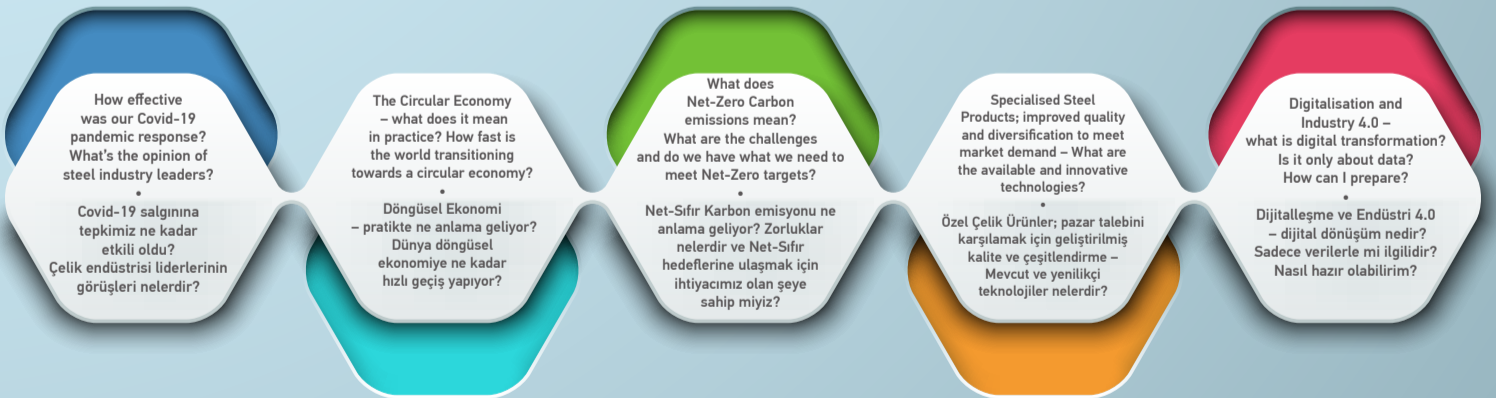 How effective
was our Covid-19
pandemic response?
What's the opinion of
steel industry leaders?
•
Covid-19 salgınına
tepkimiz ne kadar
etkili oldu?
Çelik endüstrisi liderlerinin
görüşleri nelerdir?
The Circular Economy
– what does it mean
in practice? How fast is
the world transitioning
towards a circular economy?
•
Döngüsel Ekonomi
– pratikte ne anlama geliyor?
Dünya döngüsel
ekonomiye ne kadar
hızlı geçiş yapıyor?
What does
Net-Zero Carbon
emissions mean?
What are the challenges
and do we have what we need to
meet Net-Zero targets?
•
Net-Sıfır Karbon emisyonu ne
anlama geliyor? Zorluklar
nelerdir ve Net-Sıfır
hedeflerine ulaşmak için
ihtiyacımız olan şeye
sahip miyiz?
Specialised Steel
Products; improved quality
and diversification to meet
market demand – What are
the available and innovative
technologies?
•
Özel Çelik Ürünler; pazar talebini
karşılamak için geliştirilmiş
kalite ve çeşitlendirme –
Mevcut ve yenilikçi
teknolojiler nelerdir?
Digitalisation and
Industry 4.0 –
what is digital transformation?
Is it only about data?
How can I prepare?
•
Dijitalleşme ve Endüstri 4.0
– dijital dönüşüm nedir?
Sadece verilerle mi ilgilidir?
Nasıl hazır olabilirim?